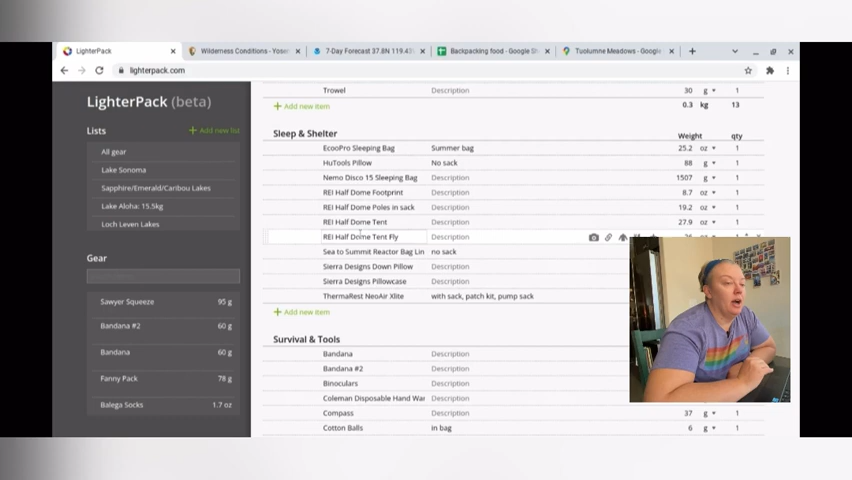 LighterPack
Wilderness Conditions - Yosem
7-Day Forecast 37.8N 119.43
Backpacking food - Google Sh
Tuolumne Meadows - Google
lighterpack.com
LighterPack (beta)
Lists
Add new list
All gear
Lake Sonoma
Sapphire/Emerald/Caribou Lakes
Lake Aloha: 15.5kg
Loch Leven Lakes
Gear
Sawyer Squeeze 95 g
Bandana #2 60 g
Bandana 60 g
Fanny Pack 78 g
Balega Socks 1.7 oz
Trowel Description 30 g 1
Add new item 0.3 kg 13
Sleep & Shelter Weight qty
EcooPro Sleeping Bag Summer bag 25.2 oz 1
HuTools Pillow No sack 88 g 1
Nemo Disco 15 Sleeping Bag Description 1507 g 1
REI Half Dome Footprint Description 8.7 oz 1
REI Half Dome Poles in sack Description 19.2 oz 1
REI Half Dome Tent Description 27.9 oz 1
REI Half Dome Tent Fly Description
Sea to Summit Reactor Bag Lin no sack
Sierra Designs Down Pillow Description
Sierra Designs Pillowcase Description
ThermaRest NeoAir Xlite with sack, patch kit, pump sack
Add new item
Survival & Tools
Bandana Description
Bandana #2 Description
Binoculars Description
Coleman Disposable Hand War Description
Compass Description 37 g 1
Cotton Balls In bag 6 g 1